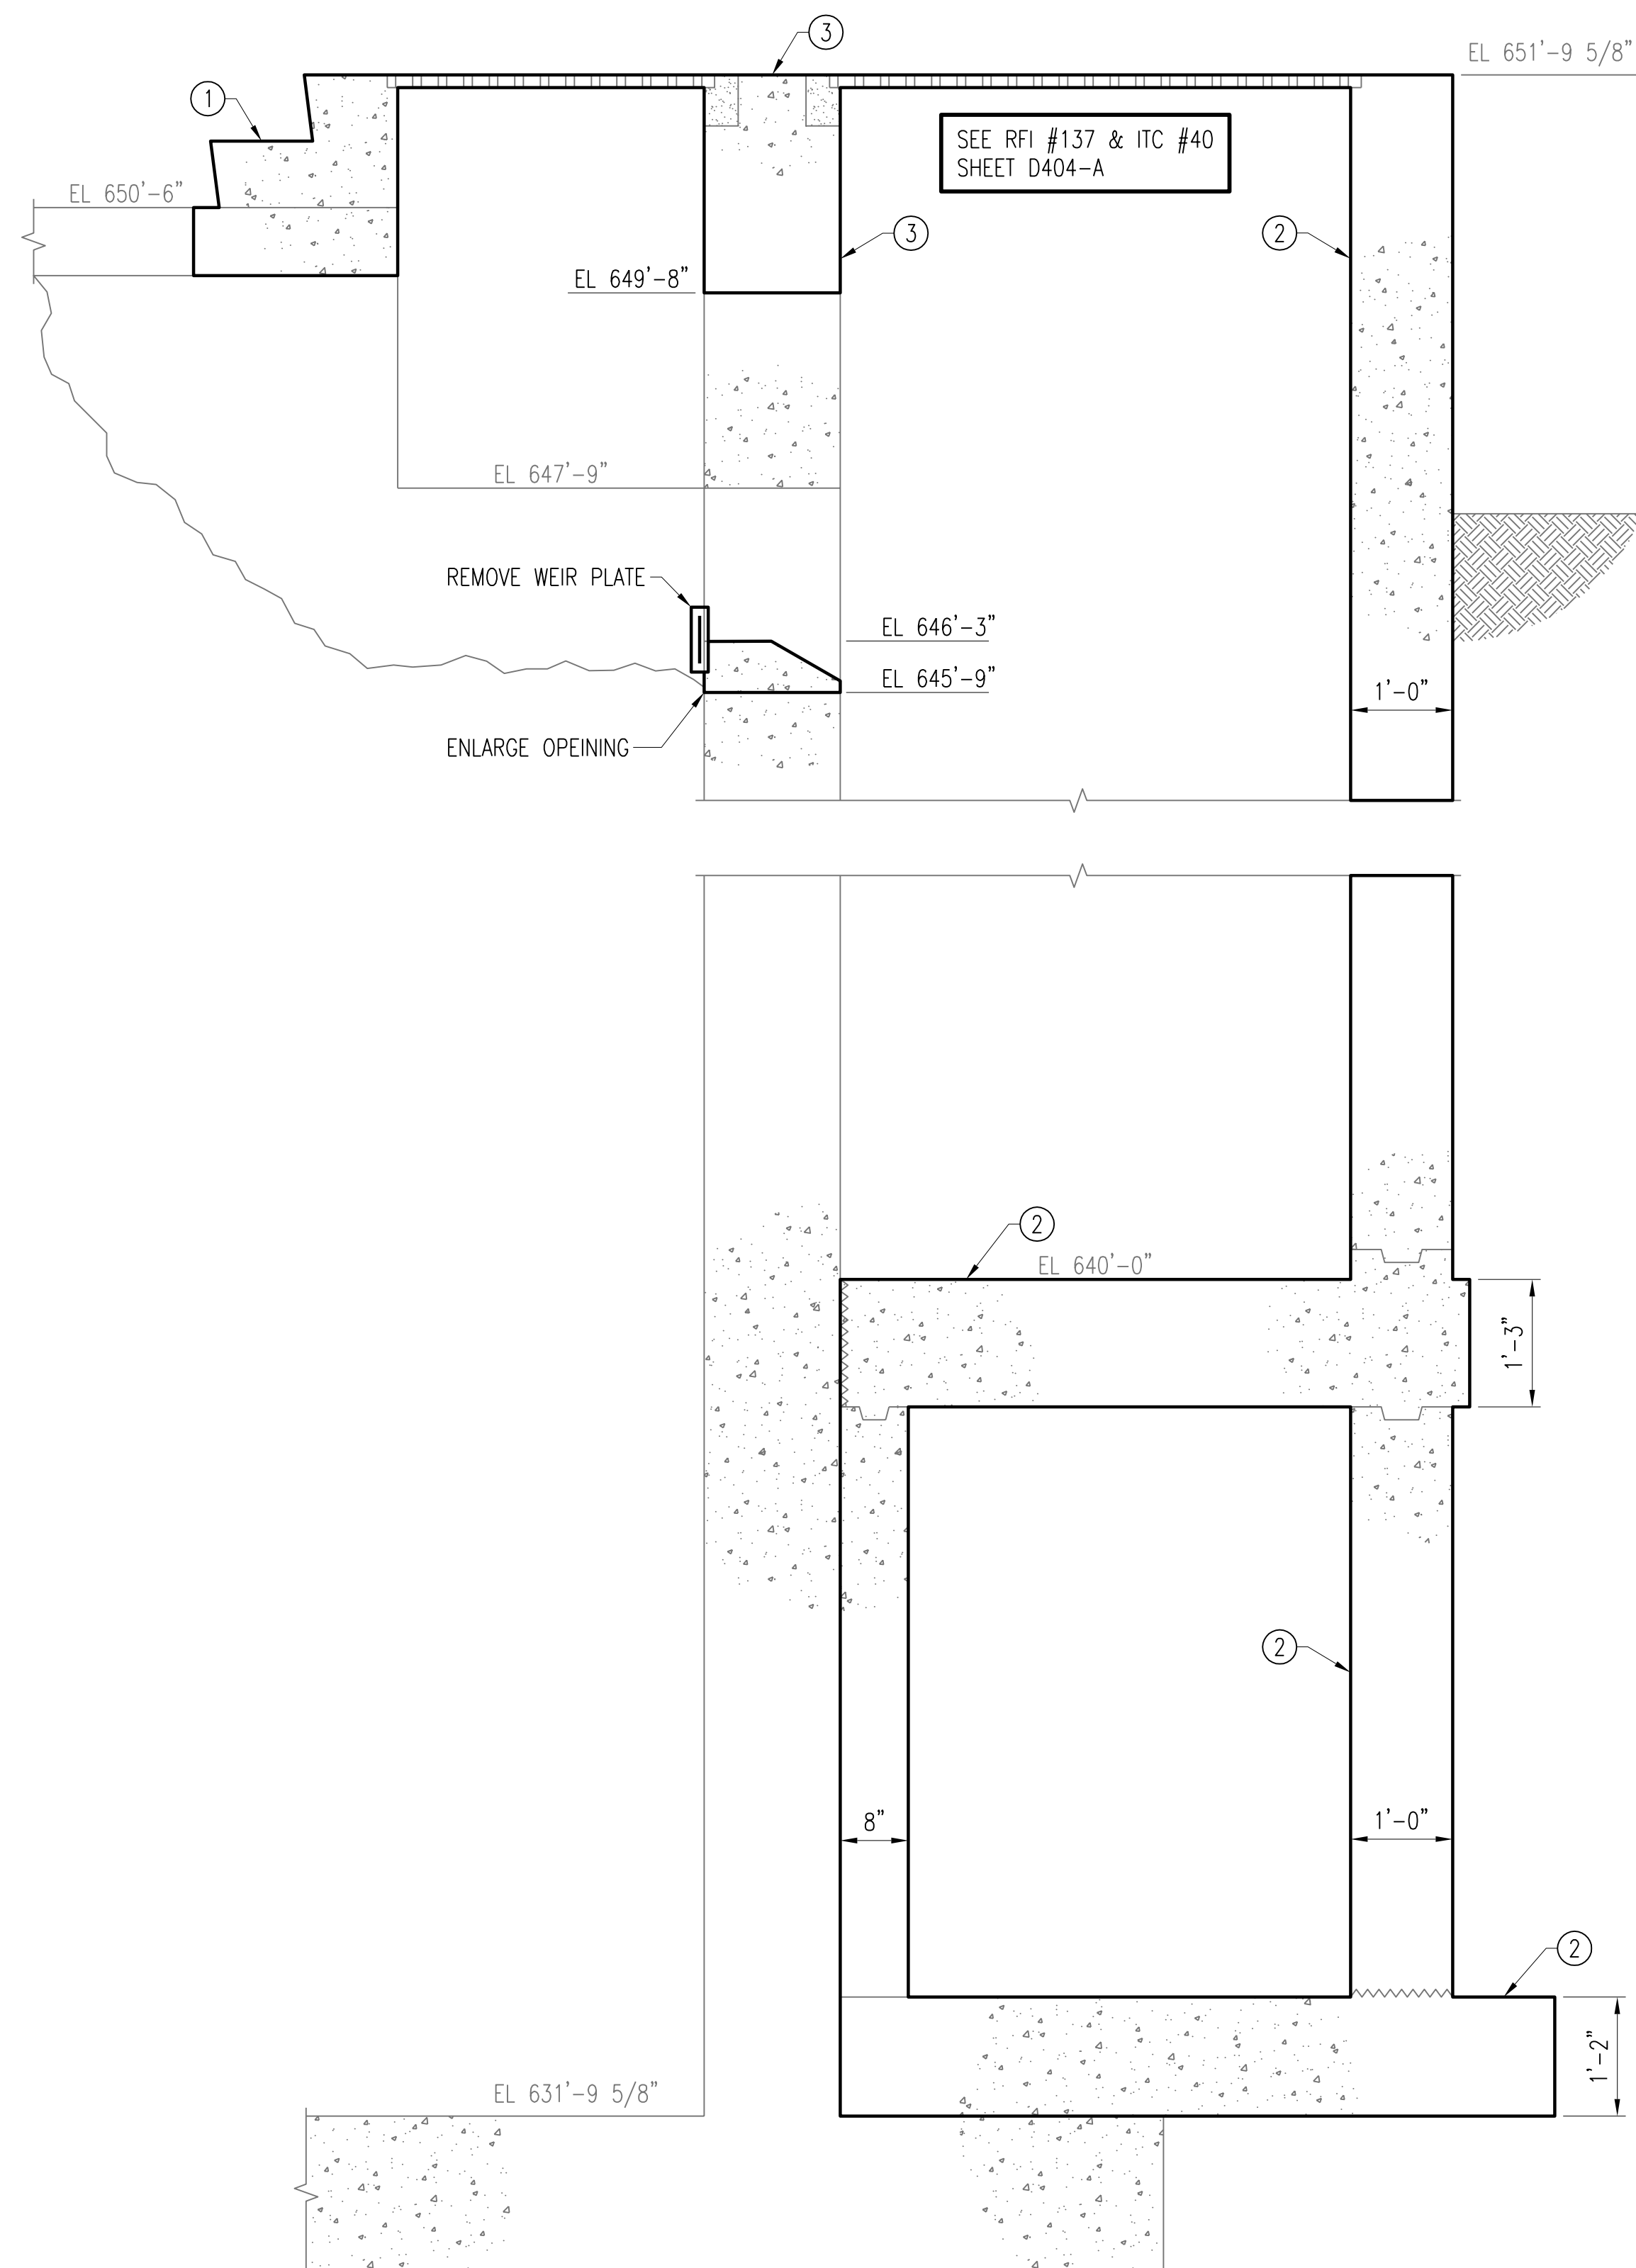 3
EL 651'-9 5/8"
1
SEE RFI #137 & ITC #40
SHEET D404-A
EL 650'-6"
3
2
EL 649'-8"
EL 647'-9"
REMOVE WEIR PLATE
EL 646'-3"
EL 645'-9"
1'-0"
ENLARGE OPEINING
2
EL 640'-0"
1'-3"
2
8"
1'-0"
2
1'-2"
EL 631'-9 5/8"